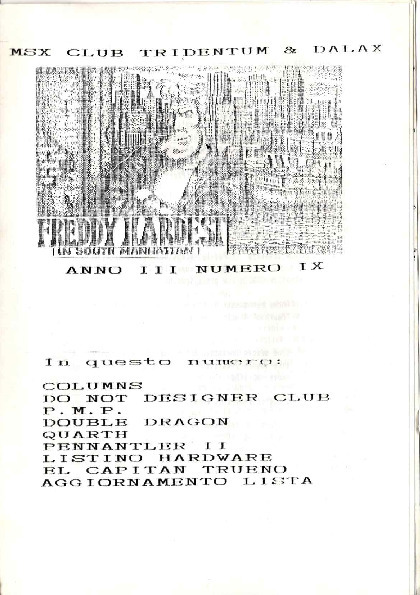 MSX CLUB TRIDENTUM & DALAX
FREDDY HARDEST
(IN SOUTH MANHATTAN)
ANNO III NUMERO IX
In questo numero:
COLUMNS
DO NOT DESIGNER CLUB
P.M.P.
DOUBLE DRAGON
QUARTH
PENNANTLER II
LISTINO HARDWARE
EL CAPITAN TRUENO
AGGIORNAMENTO LISTA